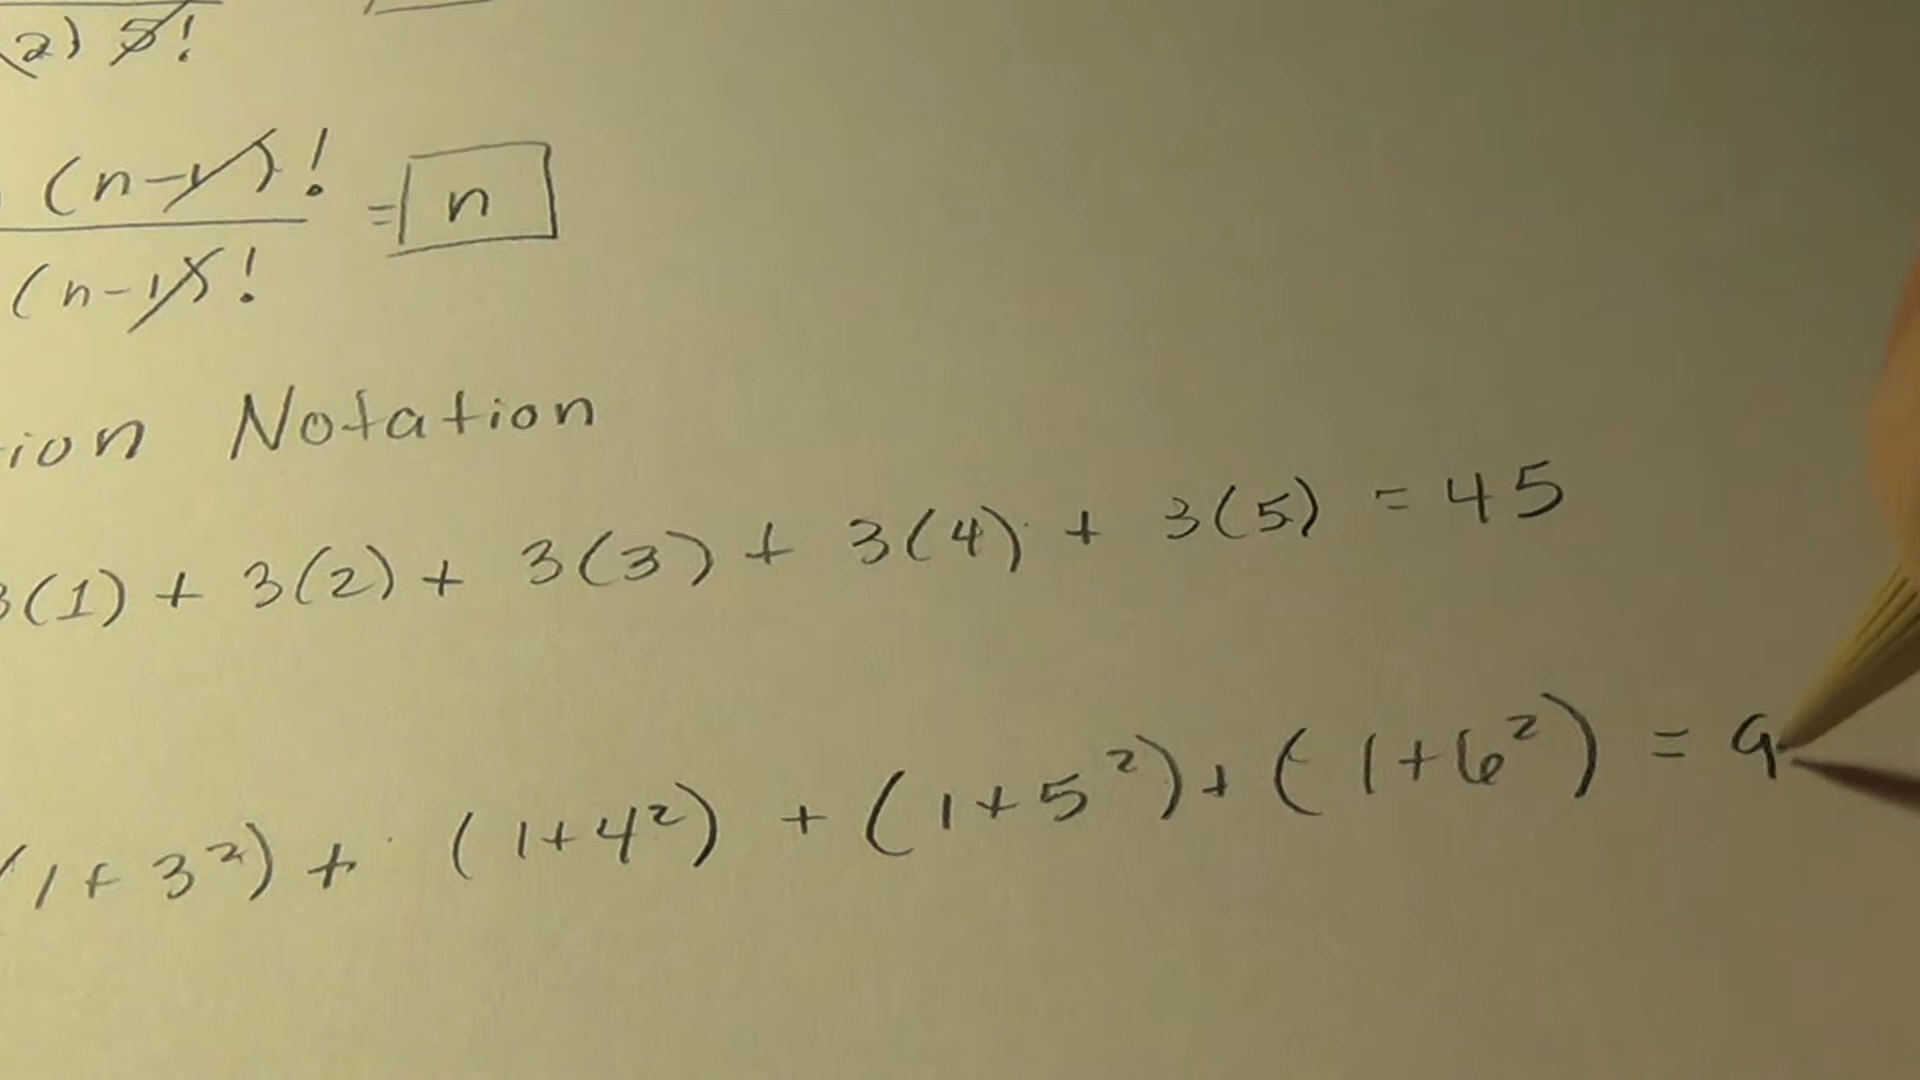 (2) 5!
(n-1)!
= n
(n-1)!
ion Notation
3(1) + 3(2) + 3(3) + 3(4) + 3(5) = 45
(1+3²) + (1+4²) + (1+5²) + (1+6²) = 9